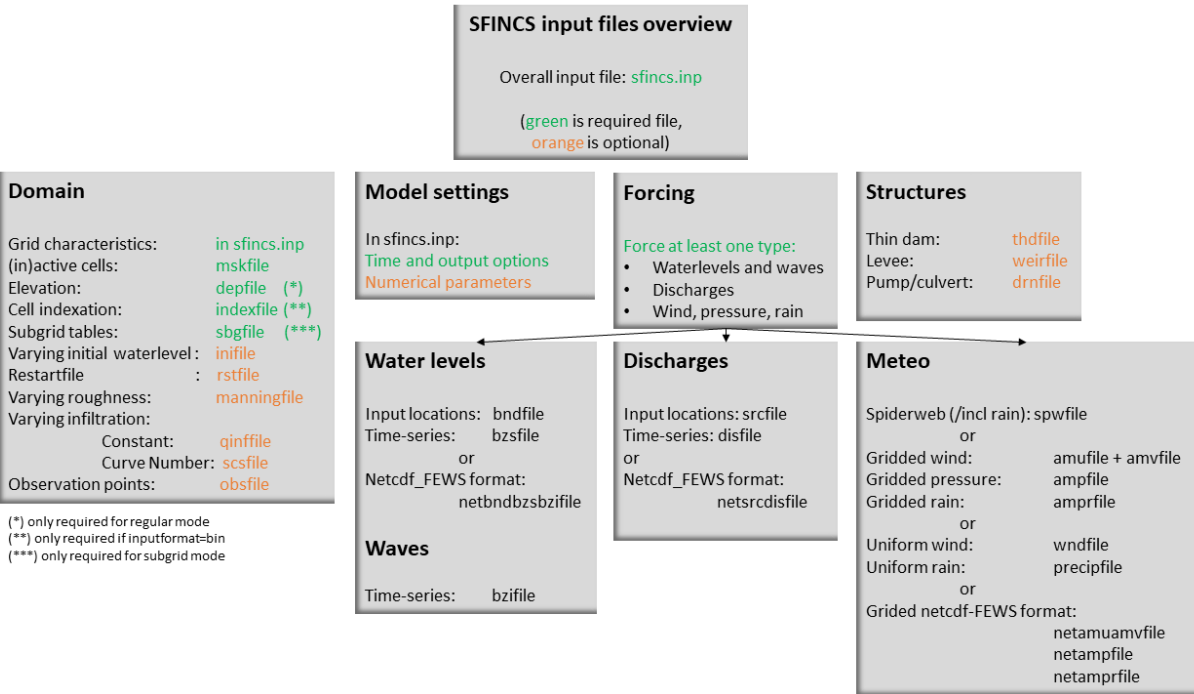 SFINCS input files overview
Overall input file: sfincs.inp
(green is required file,
orange is optional)
Domain
Grid characteristics: in sfincs.inp
(in)active cells: mskfile
Elevation: depfile (*)
Cell indexation: indexfile (**)
Subgrid tables: sbgfile (***)
Varying initial waterlevel : inifile
Restartfile : rstfile
Varying roughness: manningfile
Varying infiltration:
Constant: qinffile
Curve Number: scsfile
Observation points: obsfile
(*) only required for regular mode
(**) only required if inputformat=bin
(***) only required for subgrid mode
Model settings
In sfincs.inp:
Time and output options
Numerical parameters
Forcing
Force at least one type:
• Waterlevels and waves
• Discharges
• Wind, pressure, rain
Structures
Thin dam: thdfile
Levee: weirfile
Pump/culvert: drnfile
Water levels
Input locations: bndfile
Time-series: bzsfile
or
Netcdf_FEWS format:
netbndbzsbzifile
Waves
Time-series: bzifile
Discharges
Input locations: srcfile
Time-series: disfile
or
Netcdf_FEWS format:
netsrcdisfile
Meteo
Spiderweb (/incl rain): spwfile
or
Gridded wind: amufile + amvfile
Gridded pressure: ampfile
Gridded rain: amprfile
or
Uniform wind: wndfile
Uniform rain: precipfile
or
Grided netcdf-FEWS format:
netamuamvfile
netampfile
netamprfile